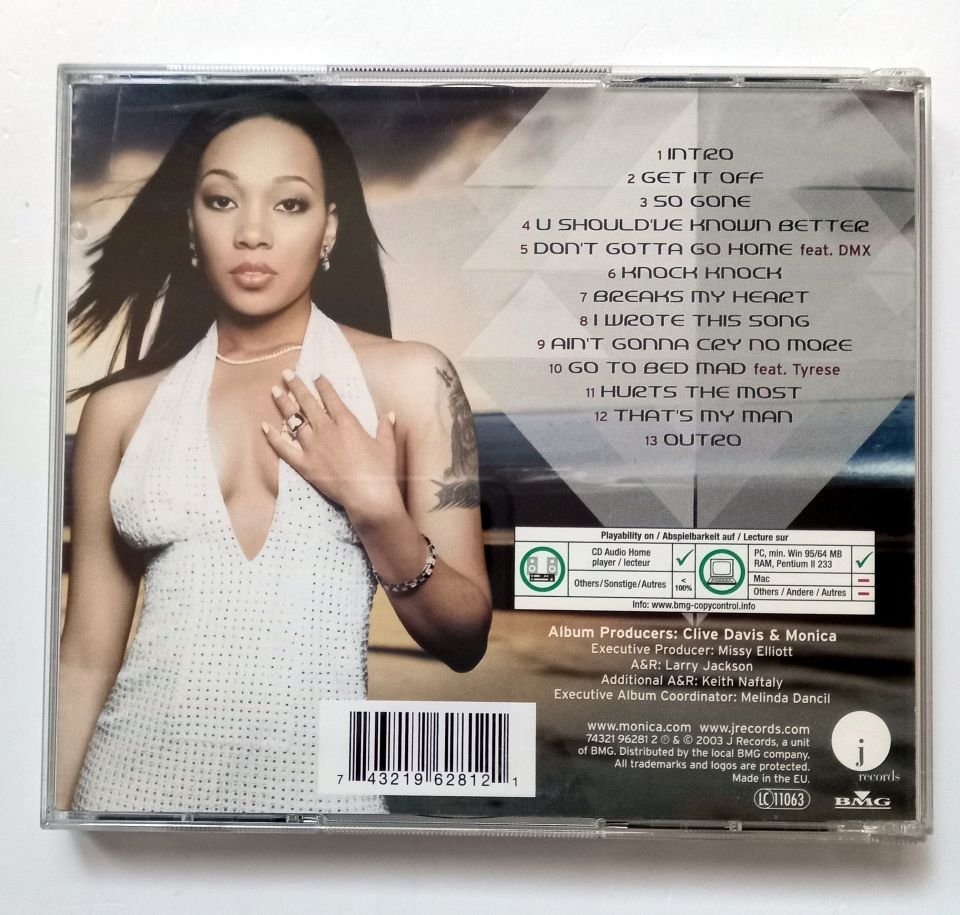 1 INTRO
2 GET IT OFF
3 SO GONE
4 U SHOULD'VE KNOWN BETTER
5 DON'T GOTTA GO HOME feat. DMX
6 KNOCK KNOCK
7 BREAKS MY HEART
8 I WROTE THIS SONG
9 AIN'T GONNA CRY NO MORE
10 GO TO BED MAD feat. Tyrese
11 HURTS THE MOST
12 THAT'S MY MAN
13 OUTRO
Playability on / Abspielbarkeit auf / Lecture sur
CD Audio Home
player / lecteur
Others/Sonstige/Autres
<
100%
PC, min. Win 95/64 MB
RAM, Pentium II 233
Mac
Others / Andere / Autres
Info: www.bmg-copycontrol.info
Album Producers: Clive Davis & Monica
Executive Producer: Missy Elliott
A&R: Larry Jackson
Additional A&R: Keith Naftaly
Executive Album Coordinator: Melinda Dancil
www.monica.com www.jrecords.com
74321 96281 2 ℗ & © 2003 J Records, a unit
of BMG. Distributed by the local BMG company.
All trademarks and logos are protected.
Made in the EU.
j
records
LC 11063
BMG
7 43219 62812 1